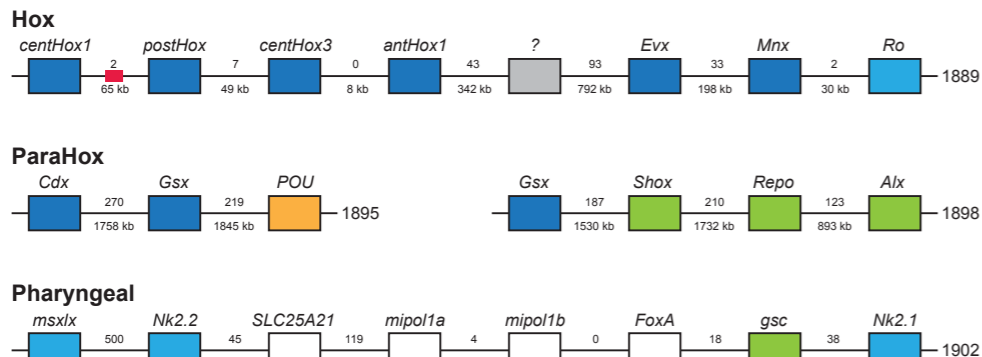 Hox
centHox1 postHox centHox3 antHox1 ? Evx Mnx Ro
2 7 0 43 93 33 2
1889
65 kb 49 kb 8 kb 342 kb 792 kb 198 kb 30 kb
ParaHox
Cdx Gsx POU Gsx Shox Repo Alx
270 219 187 210 123
1895 1898
1758 kb 1845 kb 1530 kb 1732 kb 893 kb
Pharyngeal
msxlx Nk2.2 SLC25A21 mipol1a mipol1b FoxA gsc Nk2.1
500 45 119 4 0 18 38
1902